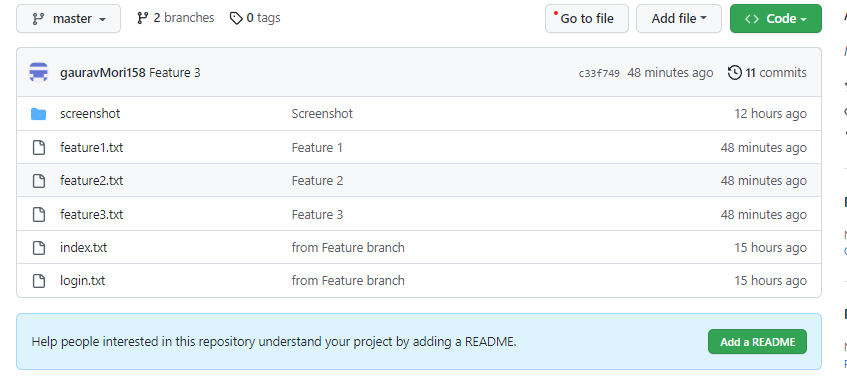 master 2 branches 0 tags Go to file Add file Code
gauravMori158 Feature 3 c33f749 48 minutes ago 11 commits
screenshot Screenshot 12 hours ago
feature1.txt Feature 1 48 minutes ago
feature2.txt Feature 2 48 minutes ago
feature3.txt Feature 3 48 minutes ago
index.txt from Feature branch 15 hours ago
login.txt from Feature branch 15 hours ago
Help people interested in this repository understand your project by adding a README. Add a README